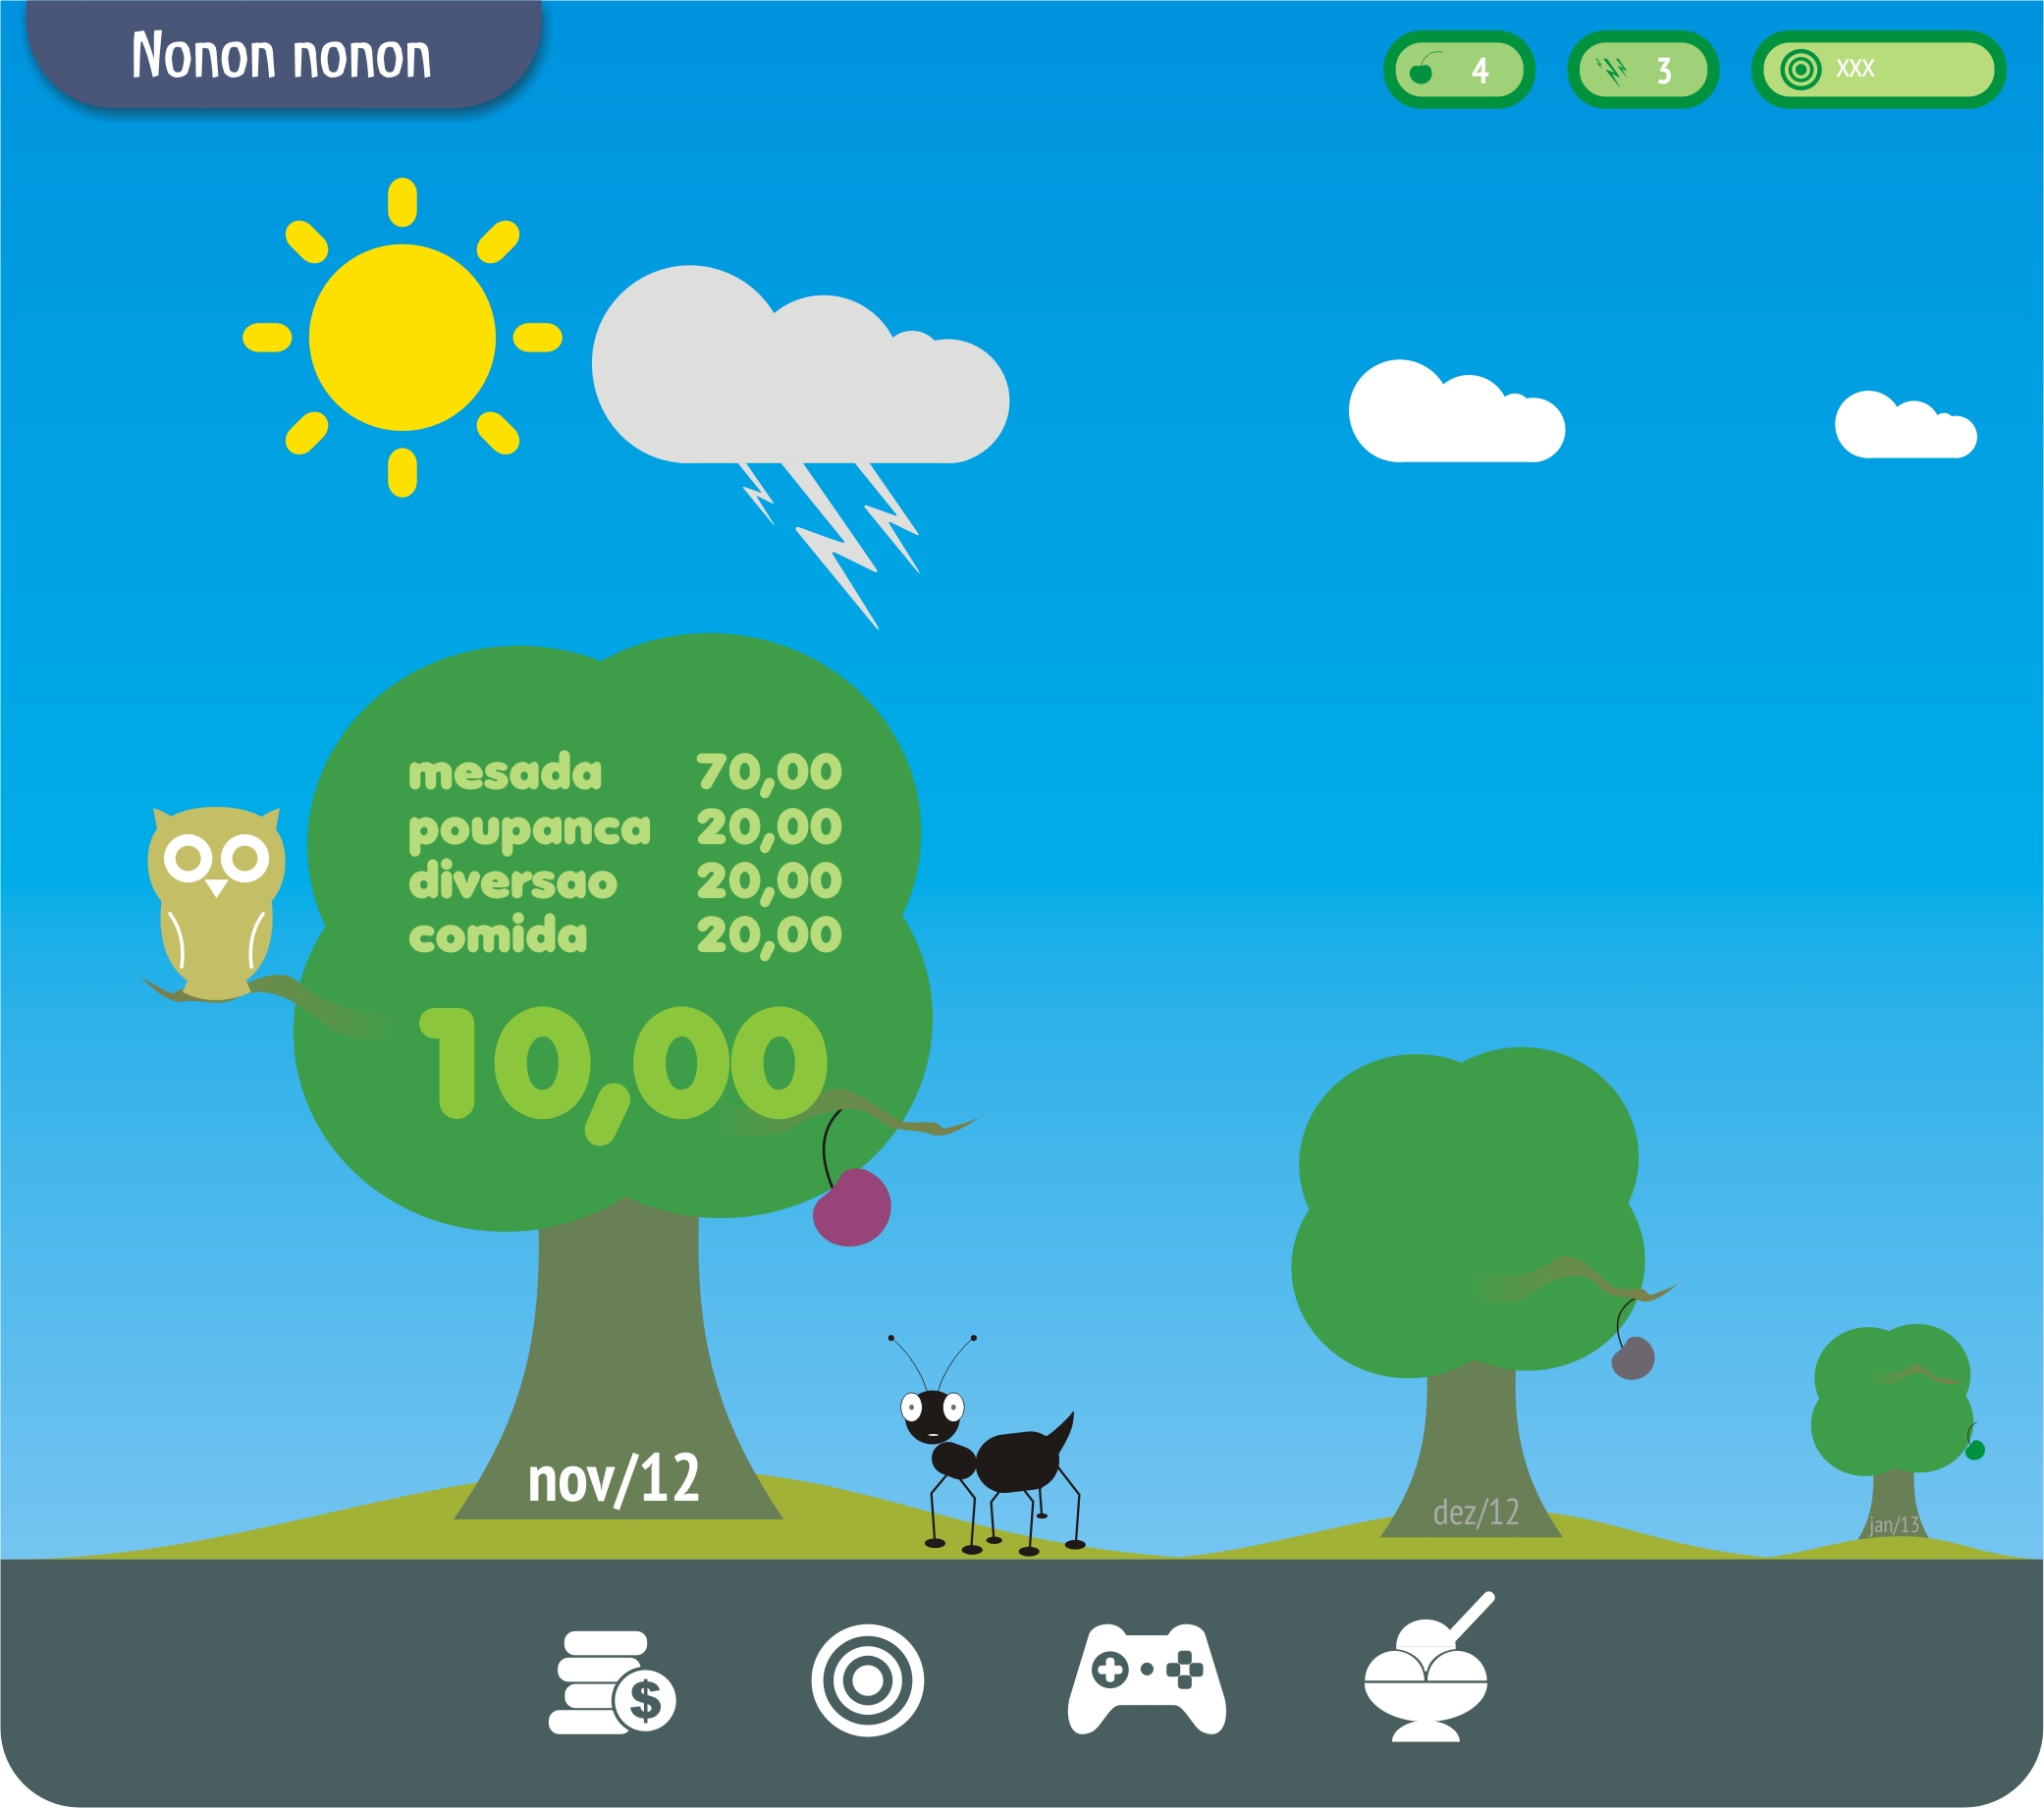 Nonon nonon
4
3
XXX
mesada 70,00
poupanca 20,00
diversao 20,00
comida 20,00
10,00
nov/12
dez/12
jan/13
$